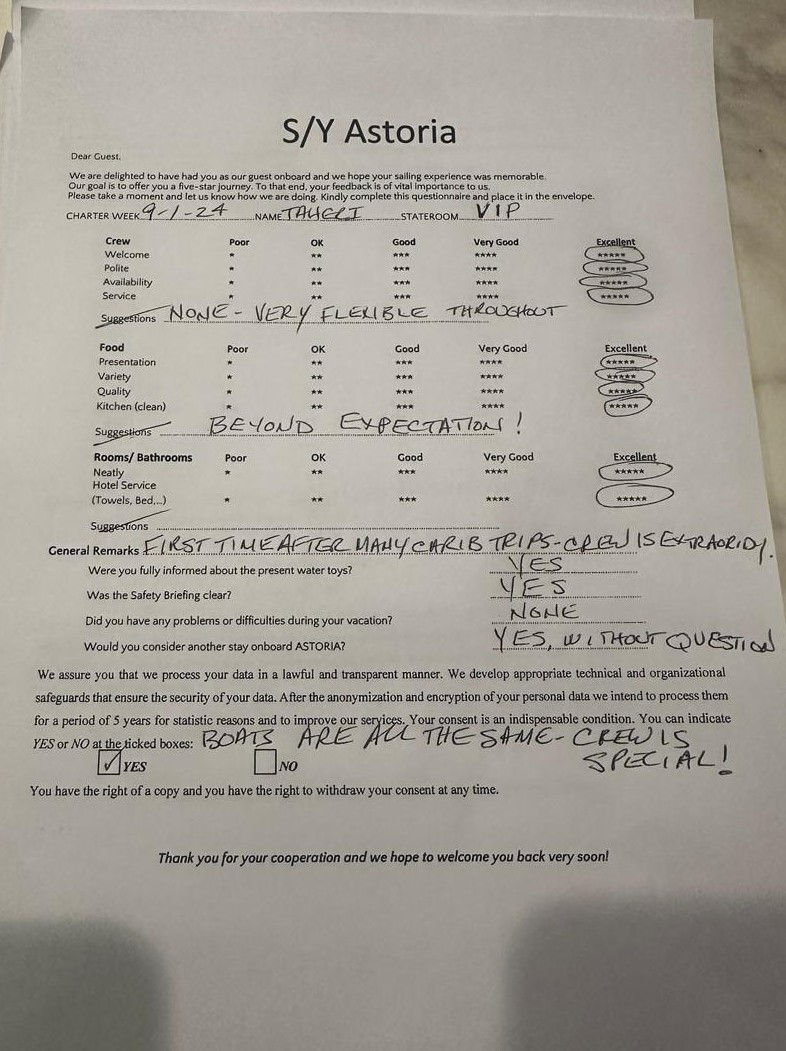 S/Y Astoria
Dear Guest,
We are delighted to have had you as our guest onboard and we hope your sailing experience was memorable.
Our goal is to offer you a five-star journey. To that end, your feedback is of vital importance to us.
Please take a moment and let us know how we are doing. Kindly complete this questionnaire and place it in the envelope.
CHARTER WEEK 9-1-24 NAME TAHERI STATEROOM VIP
Crew Poor OK Good Very Good Excellent
Welcome * ** *** **** *****
Polite * ** *** **** *****
Availability * ** *** **** *****
Service * ** *** **** *****
Suggestions NONE - VERY FLEXIBLE THROUGHOUT
Food Poor OK Good Very Good Excellent
Presentation * ** *** **** *****
Variety * ** *** **** *****
Quality * ** *** **** *****
Kitchen (clean) * ** *** **** *****
Suggestions BEYOND EXPECTATION!
Rooms/ Bathrooms Poor OK Good Very Good Excellent
Neatly * ** *** **** *****
Hotel Service
(Towels, Bed,..) * ** *** **** *****
Suggestions
General Remarks FIRST TIME AFTER MANY CARIB TRIPS - CREW IS EXTRAORIDY.
Were you fully informed about the present water toys? YES
Was the Safety Briefing clear? YES
Did you have any problems or difficulties during your vacation? NONE
Would you consider another stay onboard ASTORIA? YES, WITHOUT QUESTION
We assure you that we process your data in a lawful and transparent manner. We develop appropriate technical and organizational
safeguards that ensure the security of your data. After the anonymization and encryption of your personal data we intend to process them
for a period of 5 years for statistic reasons and to improve our services. Your consent is an indispensable condition. You can indicate
YES or NO at the ticked boxes: BOATS ARE ALL THE SAME - CREW IS
SPECIAL!
✓ YES NO
You have the right of a copy and you have the right to withdraw your consent at any time.
Thank you for your cooperation and we hope to welcome you back very soon!